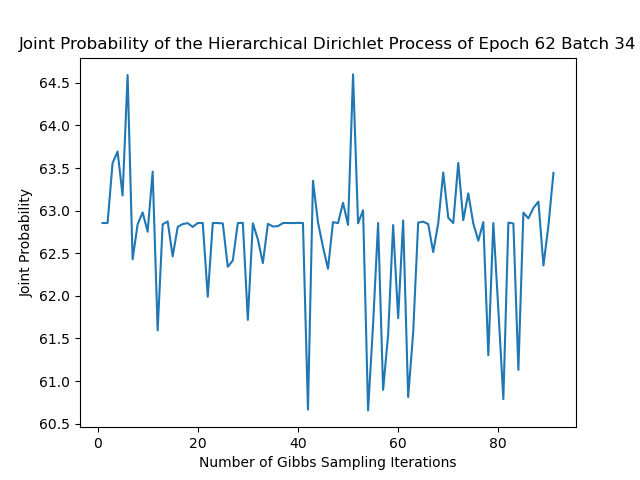 Joint Probability of the Hierarchical Dirichlet Process of Epoch 62 Batch 34
64.5
64.0
63.5
63.0
62.5
62.0
61.5
61.0
60.5
Joint Probability
0 20 40 60 80
Number of Gibbs Sampling Iterations